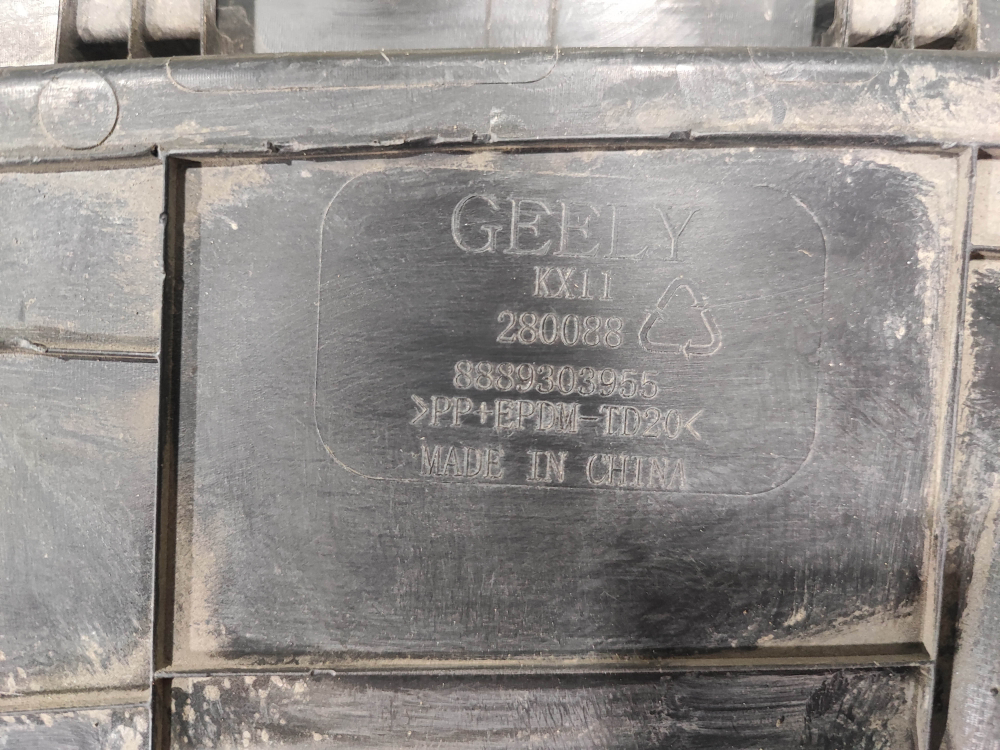 GEELY
KX11
280088
8889303955
>PP+EPDM-TD20<
MADE IN CHINA